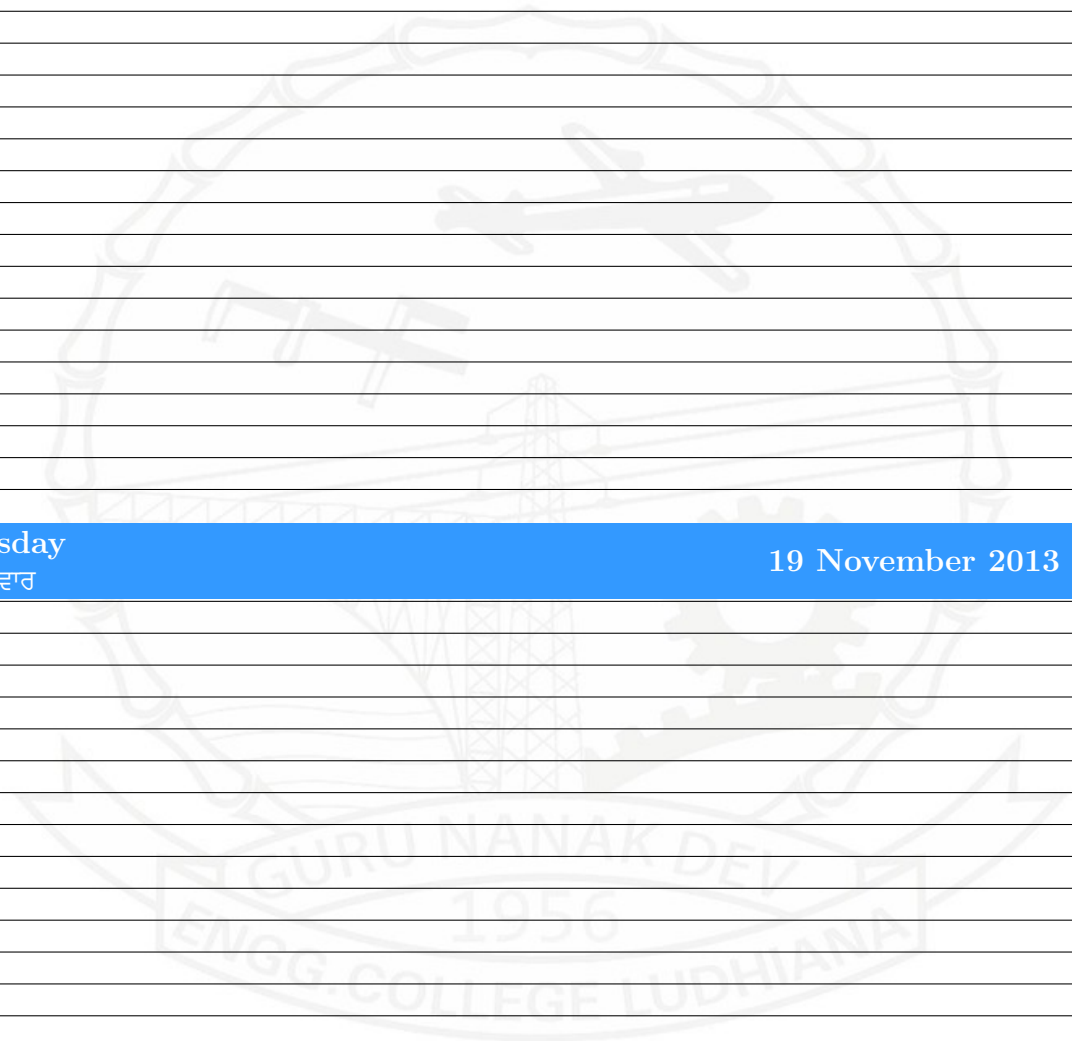 sday
ਵਾਰ
19 November 2013
GURU NANAK DEV
1956
ENGG. COLLEGE LUDHIANA